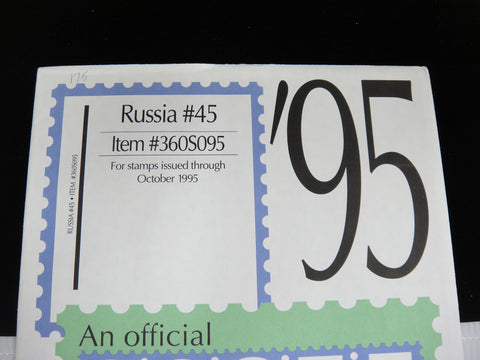 175
Russia #45
Item #360S095
For stamps issued through
October 1995
RUSSIA #45 • ITEM #360S095
'95
An official